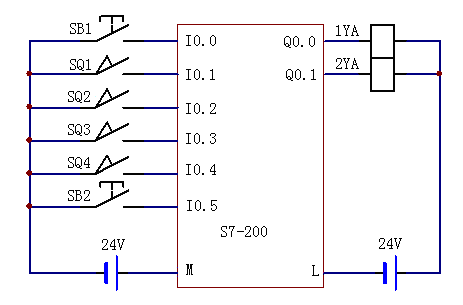 SB1 I0.0 Q0.0 1YA
SQ1 I0.1 Q0.1 2YA
SQ2 I0.2
SQ3 I0.3
SQ4 I0.4
SB2 I0.5
S7-200
24V M L 24V